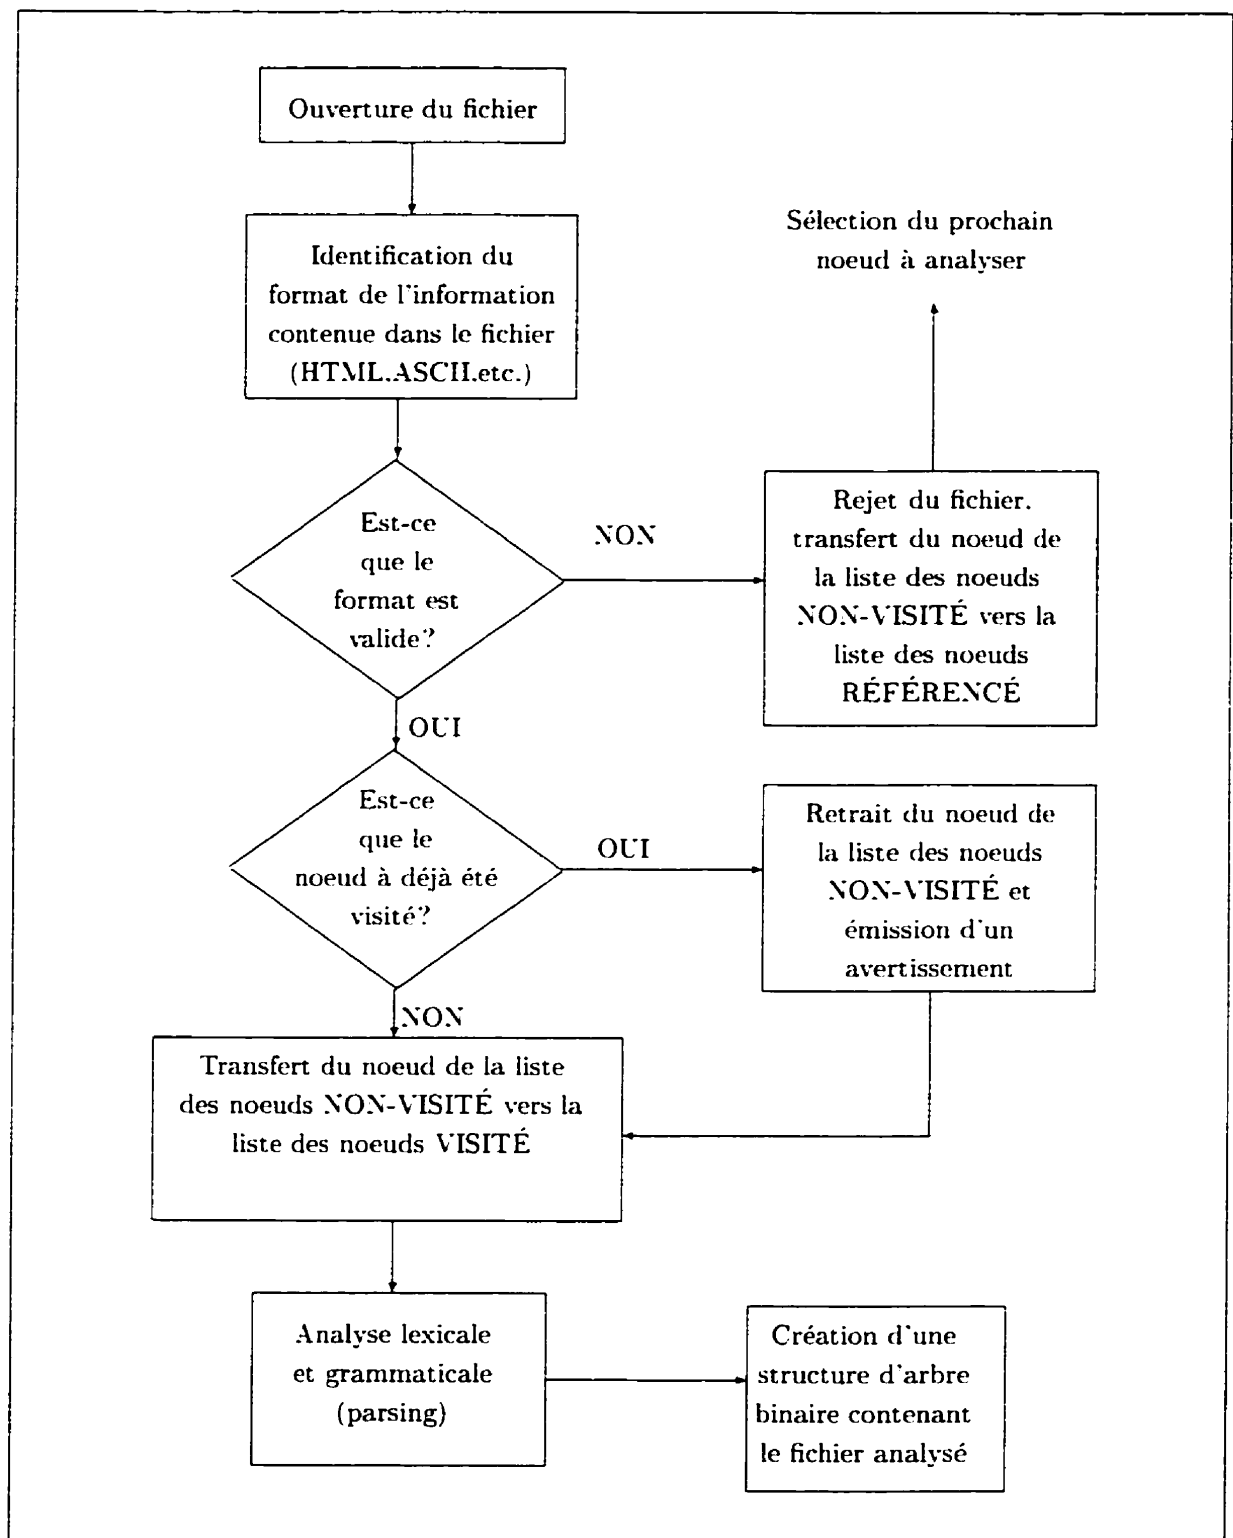 Ouverture du fichier
Identification du
format de l'information
contenue dans le fichier
(HTML.ASCII.etc.)
Sélection du prochain
noeud à analyser
Est-ce
que le
format est
valide?
NON
Rejet du fichier.
transfert du noeud de
la liste des noeuds
NON-VISITÉ vers la
liste des noeuds
RÉFÉRENCÉ
OUI
Est-ce
que le
noeud à déjà été
visité?
OUI
Retrait du noeud de
la liste des noeuds
NON-VISITÉ et
émission d'un
avertissement
NON
Transfert du noeud de la liste
des noeuds NON-VISITÉ vers la
liste des noeuds VISITÉ
Analyse lexicale
et grammaticale
(parsing)
Création d'une
structure d'arbre
binaire contenant
le fichier analysé